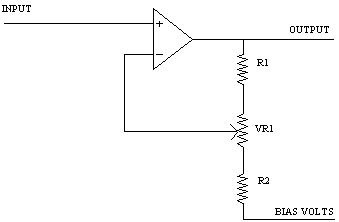 INPUT
+
OUTPUT
−
R1
VR1
R2
BIAS VOLTS